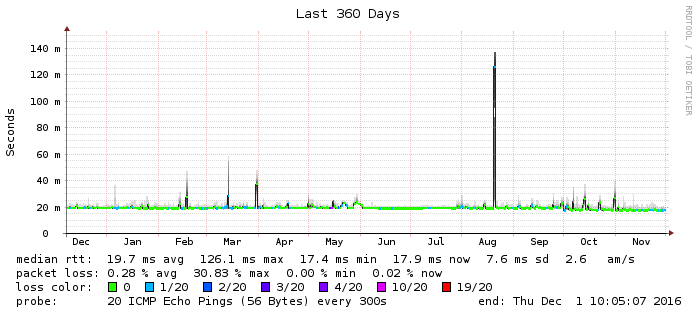 Last 360 Days
RRDTOOL / TOBI OETIKER
Seconds
140 m
120 m
100 m
80 m
60 m
40 m
20 m
0
Dec Jan Feb Mar Apr May Jun Jul Aug Sep Oct Nov
median rtt: 19.7 ms avg 126.1 ms max 17.4 ms min 17.9 ms now 7.6 ms sd 2.6 am/s
packet loss: 0.28 % avg 30.83 % max 0.00 % min 0.02 % now
loss color: 0 1/20 2/20 3/20 4/20 10/20 19/20
probe: 20 ICMP Echo Pings (56 Bytes) every 300s end: Thu Dec 1 10:05:07 2016